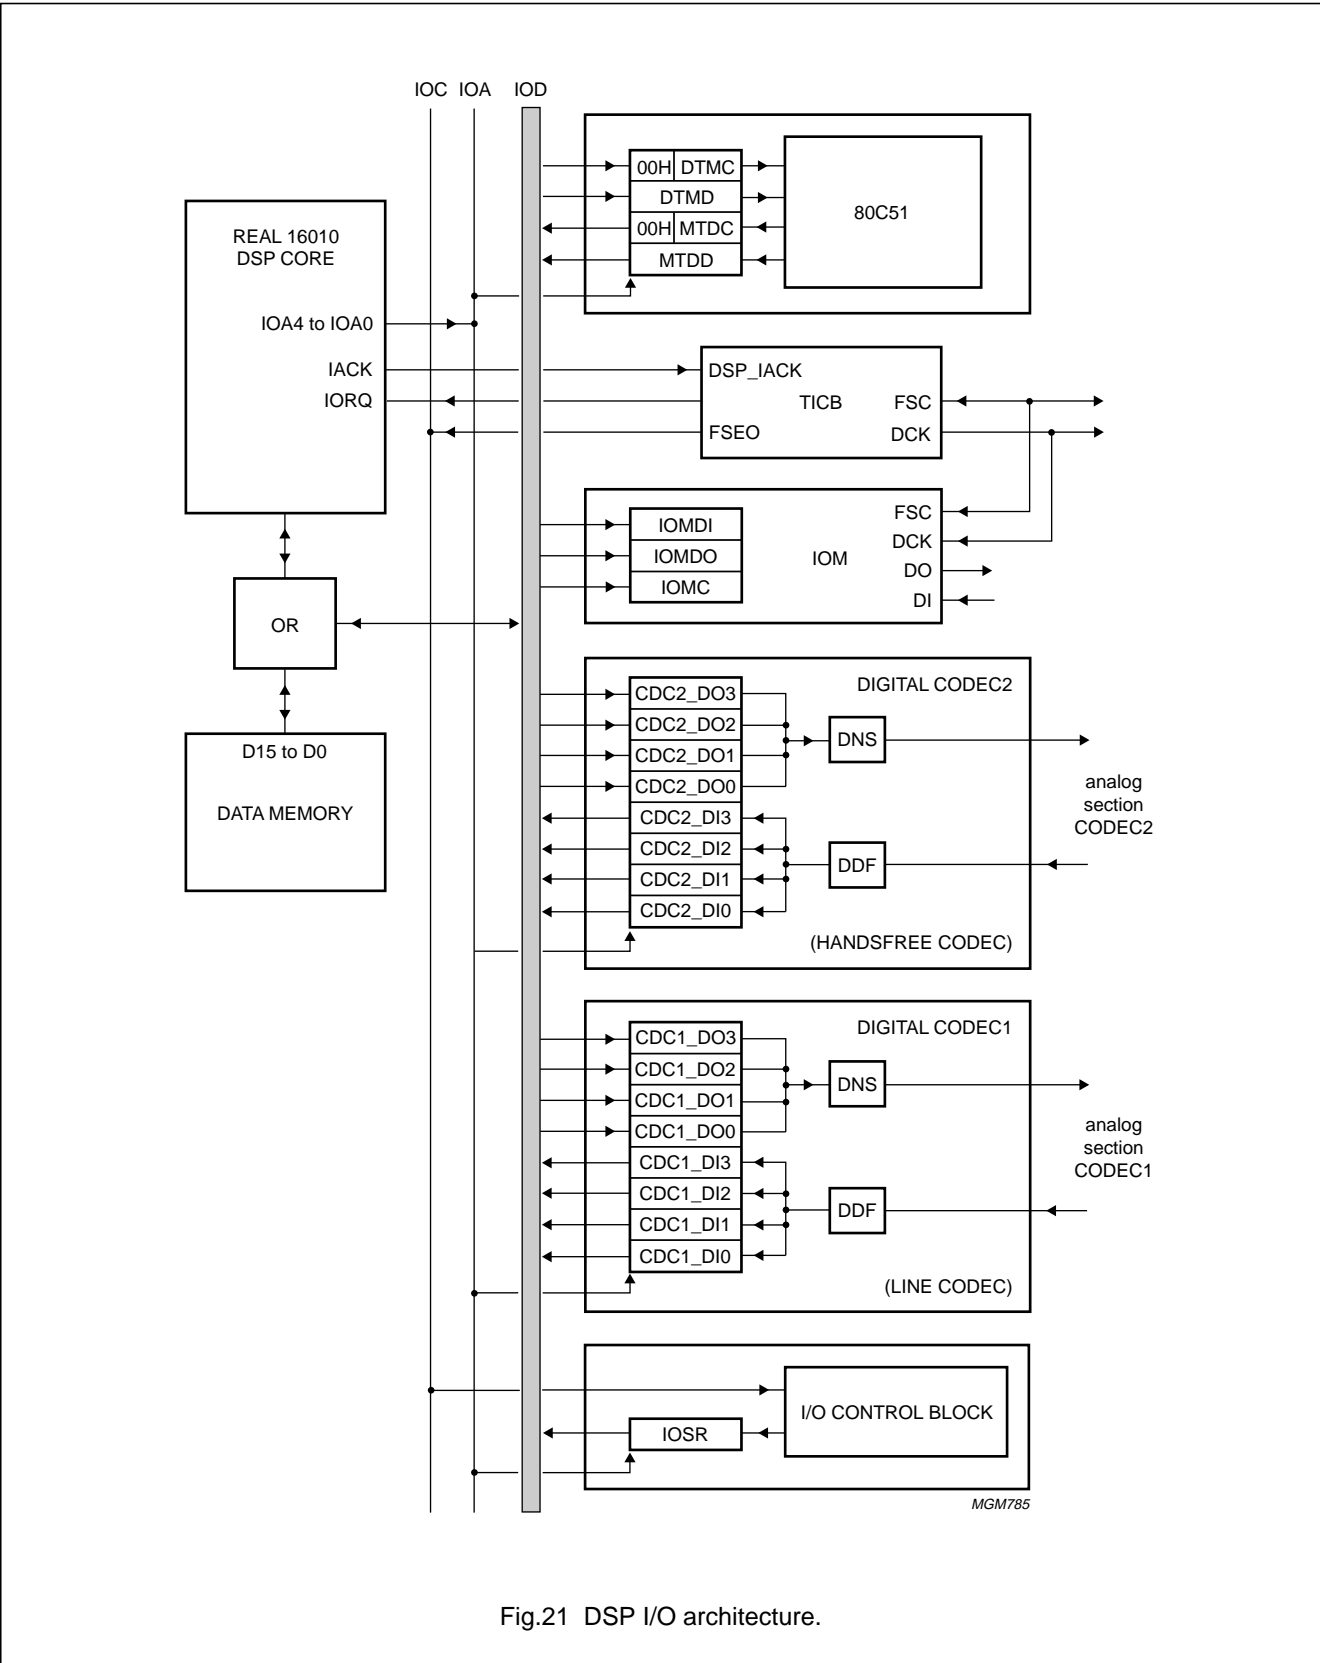 IOC IOA IOD
REAL 16010
DSP CORE
IOA4 to IOA0
IACK
IORQ
OR
D15 to D0
DATA MEMORY
00H DTMC
DTMD
00H MTDC
MTDD
80C51
DSP_IACK
TICB
FSEO
FSC
DCK
IOMDI
IOMDO
IOMC
IOM
FSC
DCK
DO
DI
DIGITAL CODEC2
CDC2_DO3
CDC2_DO2
CDC2_DO1
CDC2_DO0
CDC2_DI3
CDC2_DI2
CDC2_DI1
CDC2_DI0
DNS
DDF
(HANDSFREE CODEC)
analog
section
CODEC2
DIGITAL CODEC1
CDC1_DO3
CDC1_DO2
CDC1_DO1
CDC1_DO0
CDC1_DI3
CDC1_DI2
CDC1_DI1
CDC1_DI0
DNS
DDF
(LINE CODEC)
analog
section
CODEC1
I/O CONTROL BLOCK
IOSR
MGM785
Fig.21 DSP I/O architecture.